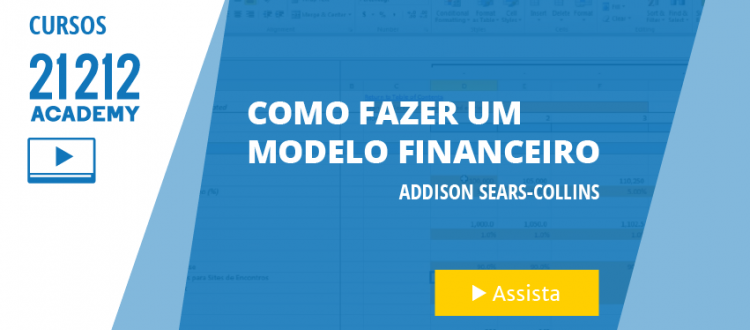 CURSOS
21212
ACADEMY
COMO FAZER UM
MODELO FINANCEIRO
ADDISON SEARS-COLLINS
Assista